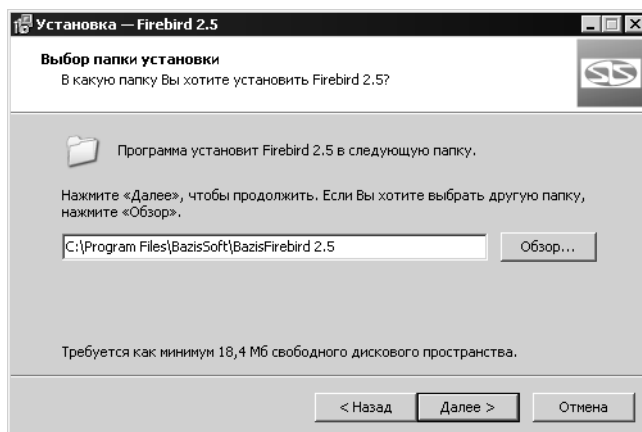 Установка — Firebird 2.5
Выбор папки установки
В какую папку Вы хотите установить Firebird 2.5?
Программа установит Firebird 2.5 в следующую папку.
Нажмите «Далее», чтобы продолжить. Если Вы хотите выбрать другую папку,
нажмите «Обзор».
C:\Program Files\BazisSoft\BazisFirebird 2.5
Обзор...
Требуется как минимум 18,4 Мб свободного дискового пространства.
< Назад
Далее >
Отмена